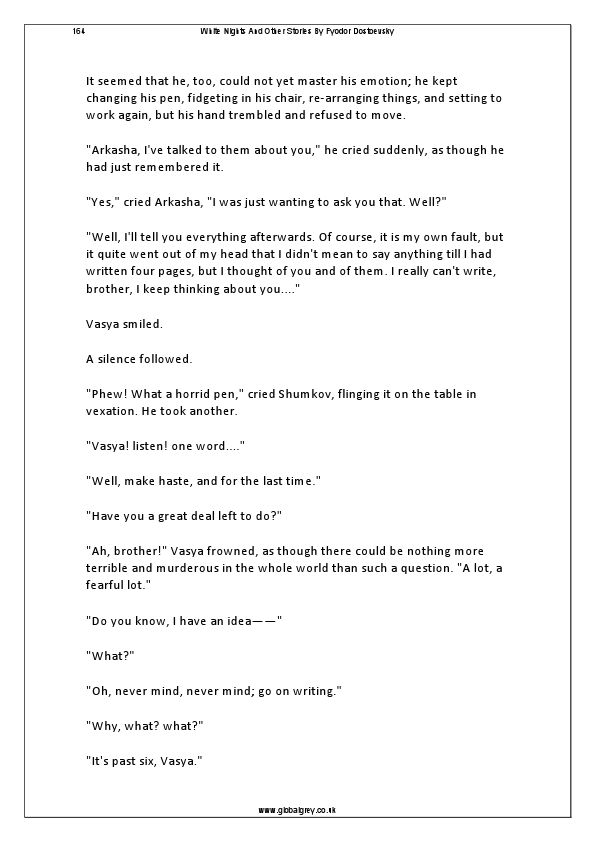 164 White Nights And Other Stories By Fyodor Dostoevsky
It seemed that he, too, could not yet master his emotion; he kept
changing his pen, fidgeting in his chair, re-arranging things, and setting to
work again, but his hand trembled and refused to move.
"Arkasha, I've talked to them about you," he cried suddenly, as though he
had just remembered it.
"Yes," cried Arkasha, "I was just wanting to ask you that. Well?"
"Well, I'll tell you everything afterwards. Of course, it is my own fault, but
it quite went out of my head that I didn't mean to say anything till I had
written four pages, but I thought of you and of them. I really can't write,
brother, I keep thinking about you...."
Vasya smiled.
A silence followed.
"Phew! What a horrid pen," cried Shumkov, flinging it on the table in
vexation. He took another.
"Vasya! listen! one word...."
"Well, make haste, and for the last time."
"Have you a great deal left to do?"
"Ah, brother!" Vasya frowned, as though there could be nothing more
terrible and murderous in the whole world than such a question. "A lot, a
fearful lot."
"Do you know, I have an idea——"
"What?"
"Oh, never mind, never mind; go on writing."
"Why, what? what?"
"It's past six, Vasya."
www.globalgrey.co.uk